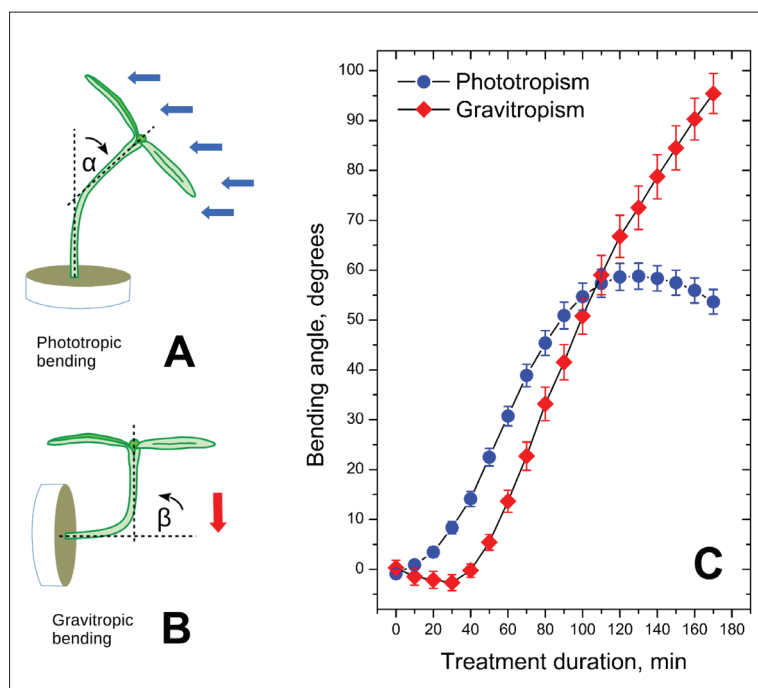 α
Phototropic
bending
A
β
Gravitropic
bending
B
Phototropism
Gravitropism
Bending angle, degrees
100
90
80
70
60
50
40
30
20
10
0
C
0 20 40 60 80 100 120 140 160 180
Treatment duration, min